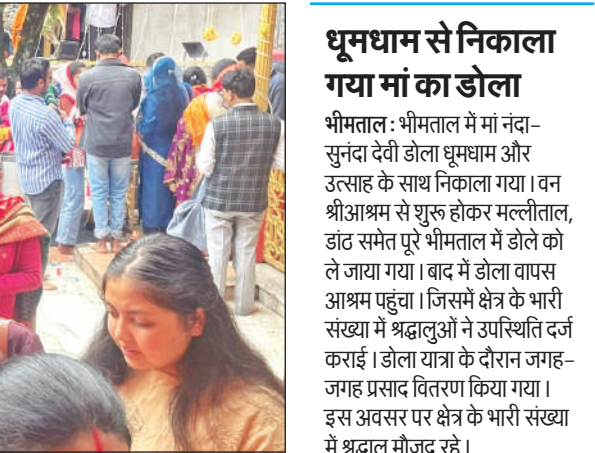 धूमधाम से निकाला
गया मां का डोला
भीमताल : भीमताल में मां नंदा-
सुनंदा देवी डोला धूमधाम और
उत्साह के साथ निकाला गया। वन
श्रीआश्रम से शुरू होकर मल्लीताल,
डांठ समेत पूरे भीमताल में डोले को
ले जाया गया। बाद में डोला वापस
आश्रम पहुंचा। जिसमें क्षेत्र के भारी
संख्या में श्रद्धालुओं ने उपस्थिति दर्ज
कराई। डोला यात्रा के दौरान जगह-
जगह प्रसाद वितरण किया गया।
इस अवसर पर क्षेत्र के भारी संख्या
में श्रद्धालु मौजूद रहे।